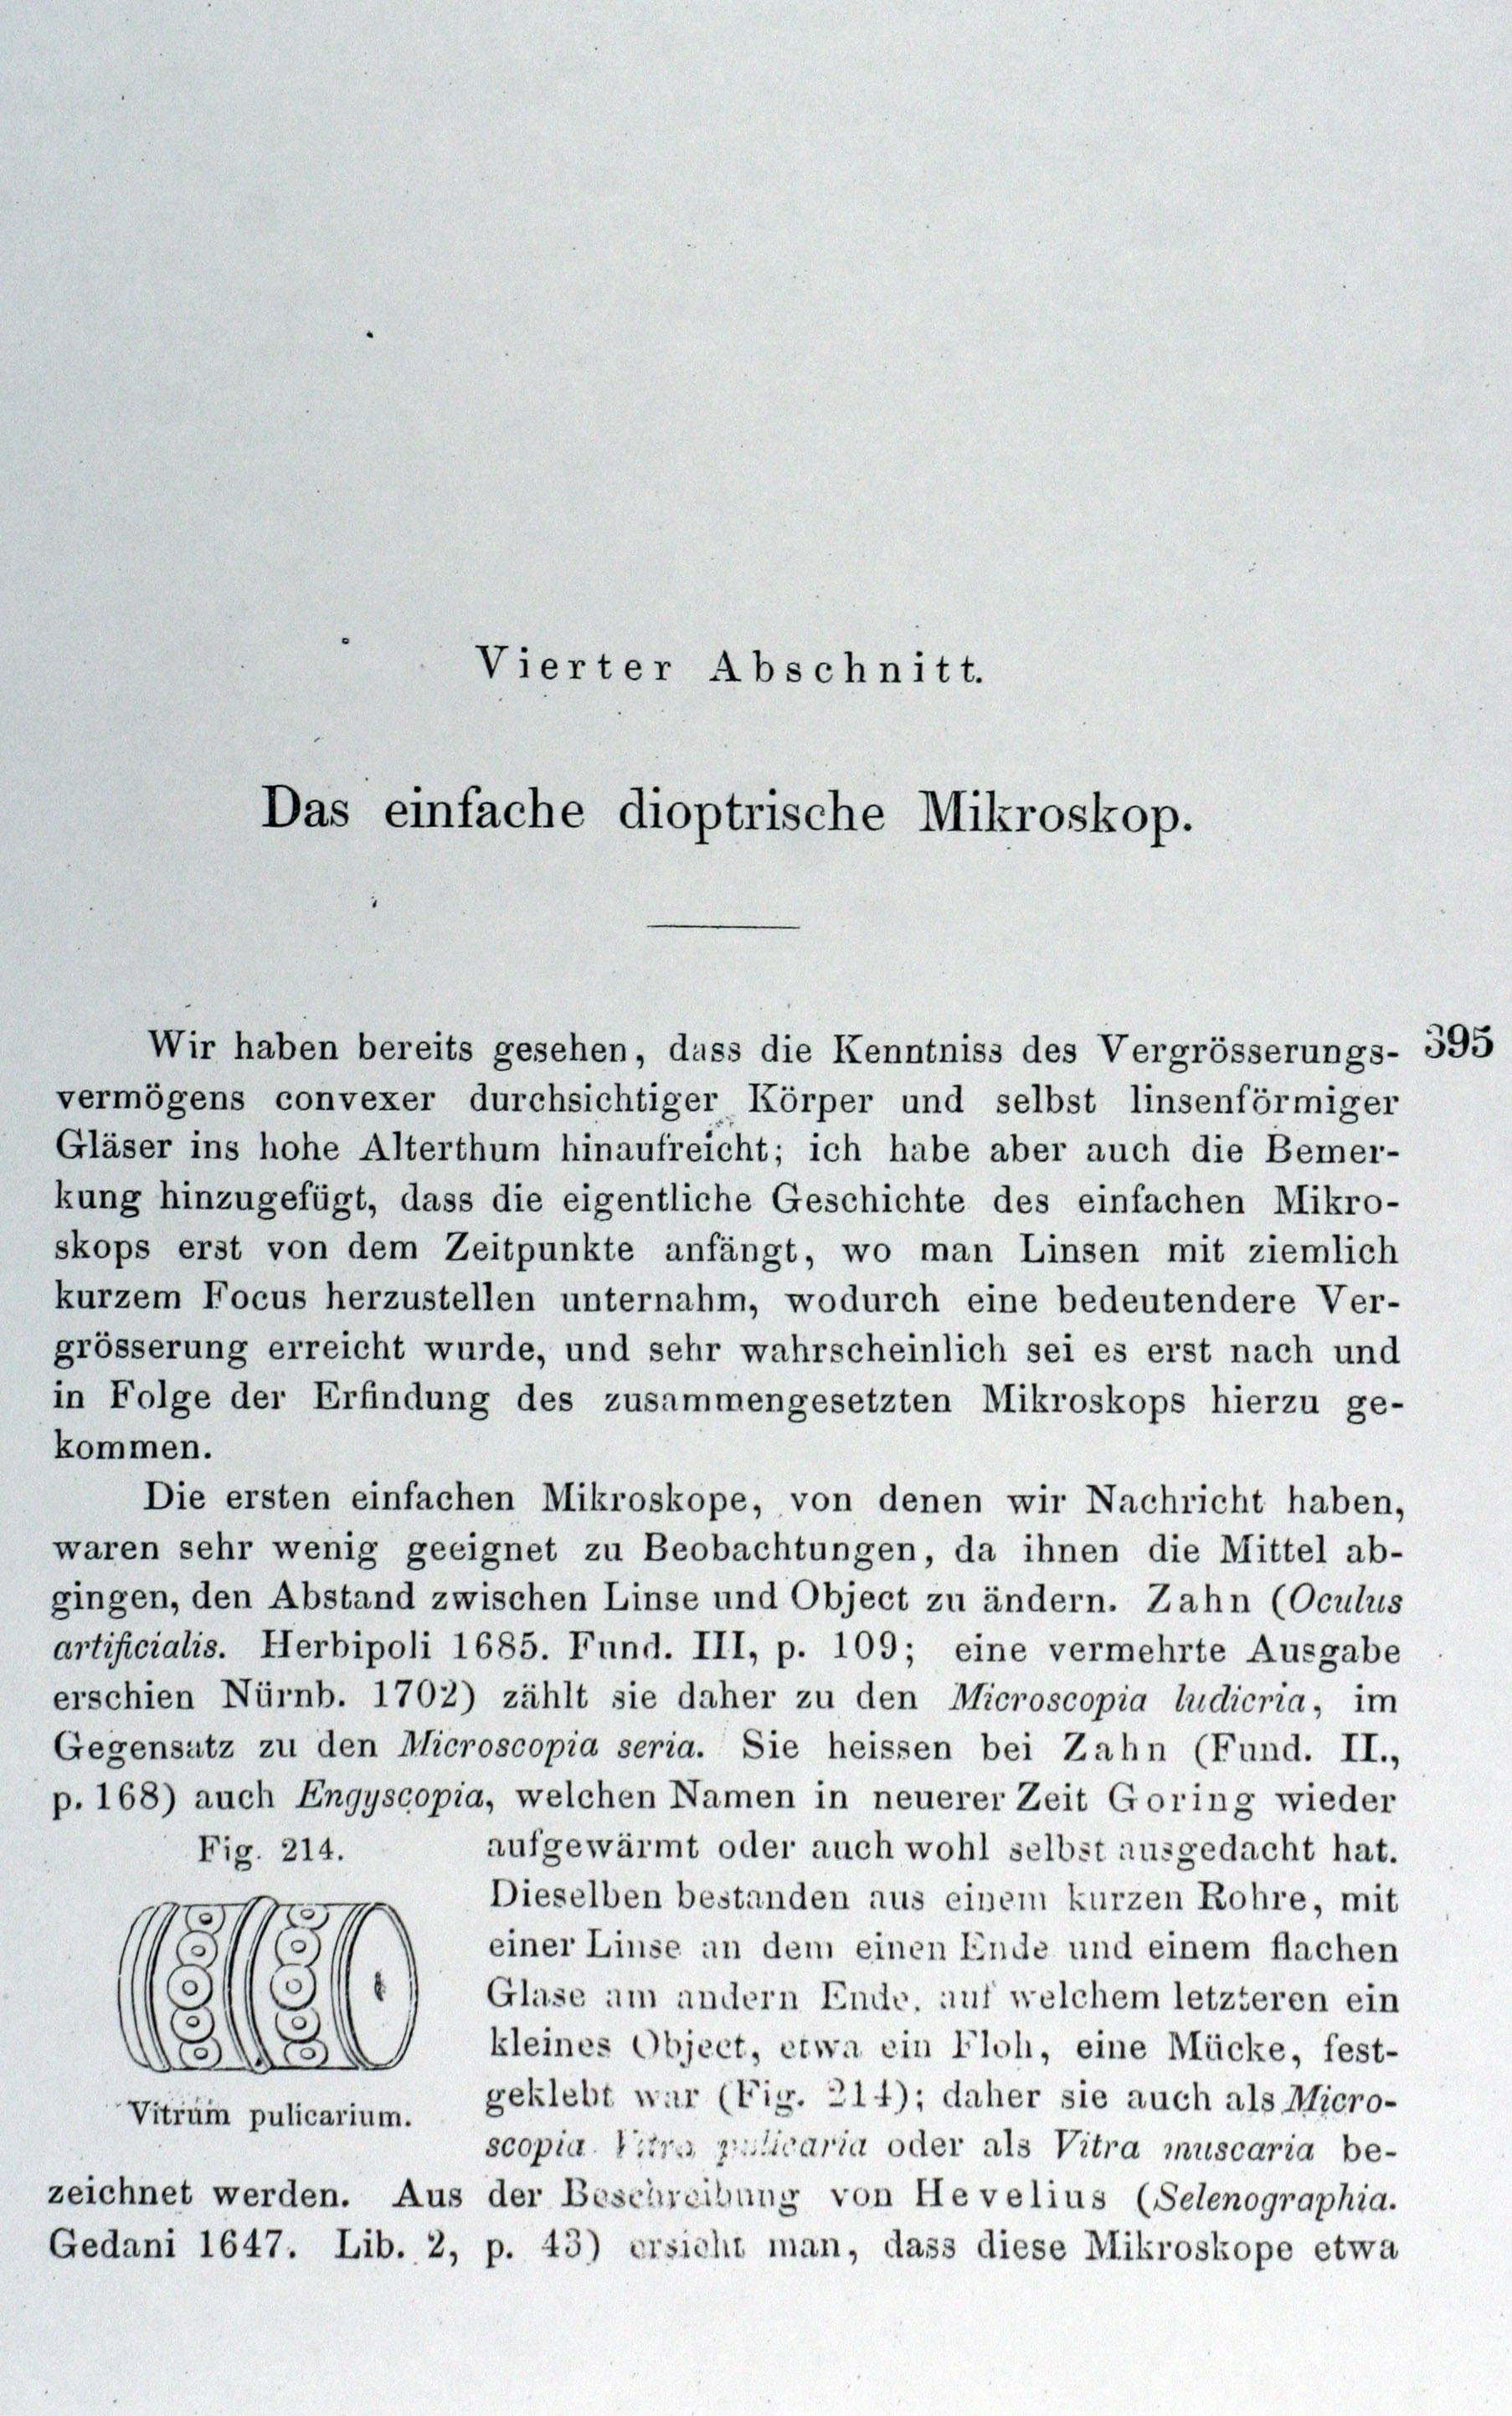 Vierter Abschnitt.
Das einfache dioptrische Mikroskop.
Wir haben bereits gesehen, dass die Kenntniss des Vergrösserungs- 395
vermögens convexer durchsichtiger Körper und selbst linsenförmiger
Gläser ins hohe Alterthum hinaufreicht; ich habe aber auch die Bemer-
kung hinzugefügt, dass die eigentliche Geschichte des einfachen Mikro-
skops erst von dem Zeitpunkte anfängt, wo man Linsen mit ziemlich
kurzem Focus herzustellen unternahm, wodurch eine bedeutendere Ver-
grösserung erreicht wurde, und sehr wahrscheinlich sei es erst nach und
in Folge der Erfindung des zusammengesetzten Mikroskops hierzu ge-
kommen.
Die ersten einfachen Mikroskope, von denen wir Nachricht haben,
waren sehr wenig geeignet zu Beobachtungen, da ihnen die Mittel ab-
gingen, den Abstand zwischen Linse und Object zu ändern. Zahn (Oculus
artificialis. Herbipoli 1685. Fund. III, p. 109; eine vermehrte Ausgabe
erschien Nürnb. 1702) zählt sie daher zu den Microscopia ludicria, im
Gegensatz zu den Microscopia seria. Sie heissen bei Zahn (Fund. II.,
p. 168) auch Engyscopia, welchen Namen in neuerer Zeit Goring wieder
Fig. 214.
Vitrum pulicarium.
aufgewärmt oder auch wohl selbst ausgedacht hat.
Dieselben bestanden aus einem kurzen Rohre, mit
einer Linse an dem einen Ende und einem flachen
Glase am andern Ende, auf welchem letzteren ein
kleines Object, etwa ein Floh, eine Mücke, fest-
geklebt war (Fig. 214); daher sie auch als Micro-
scopia Vitra pulicaria oder als Vitra muscaria be-
zeichnet werden. Aus der Beschreibung von Hevelius (Selenographia.
Gedani 1647. Lib. 2, p. 43) ersieht man, dass diese Mikroskope etwa